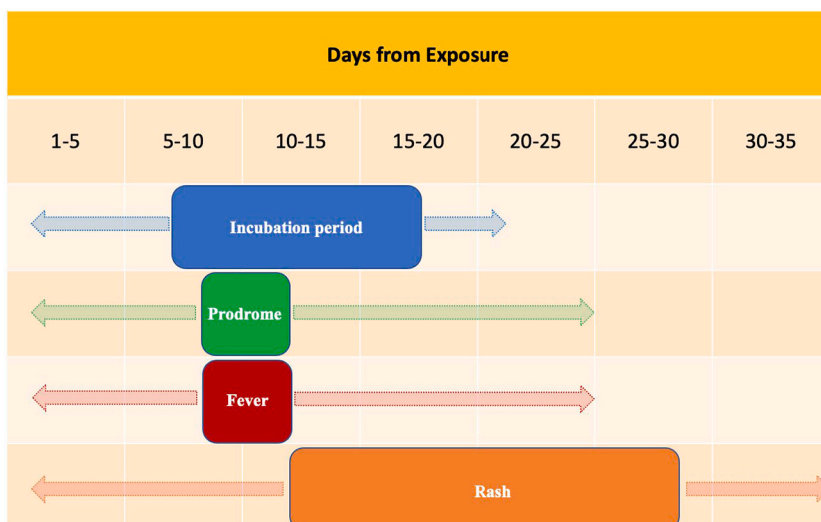 Days from Exposure
1-5 5-10 10-15 15-20 20-25 25-30 30-35
Incubation period
Prodrome
Fever
Rash